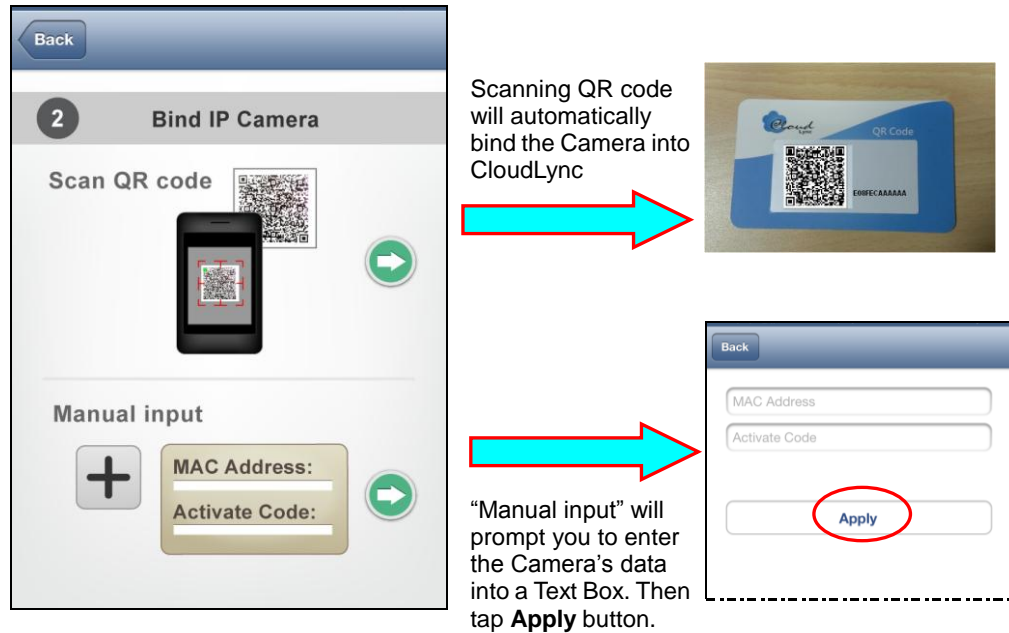 Back
2 Bind IP Camera
Scan QR code
Manual input
MAC Address:
Activate Code:
Scanning QR code
will automatically
bind the Camera into
CloudLync
Cloud
Lync
QR Code
E08FECAAAAAA
“Manual input” will
prompt you to enter
the Camera’s data
into a Text Box. Then
tap Apply button.
Back
MAC Address
Activate Code
Apply